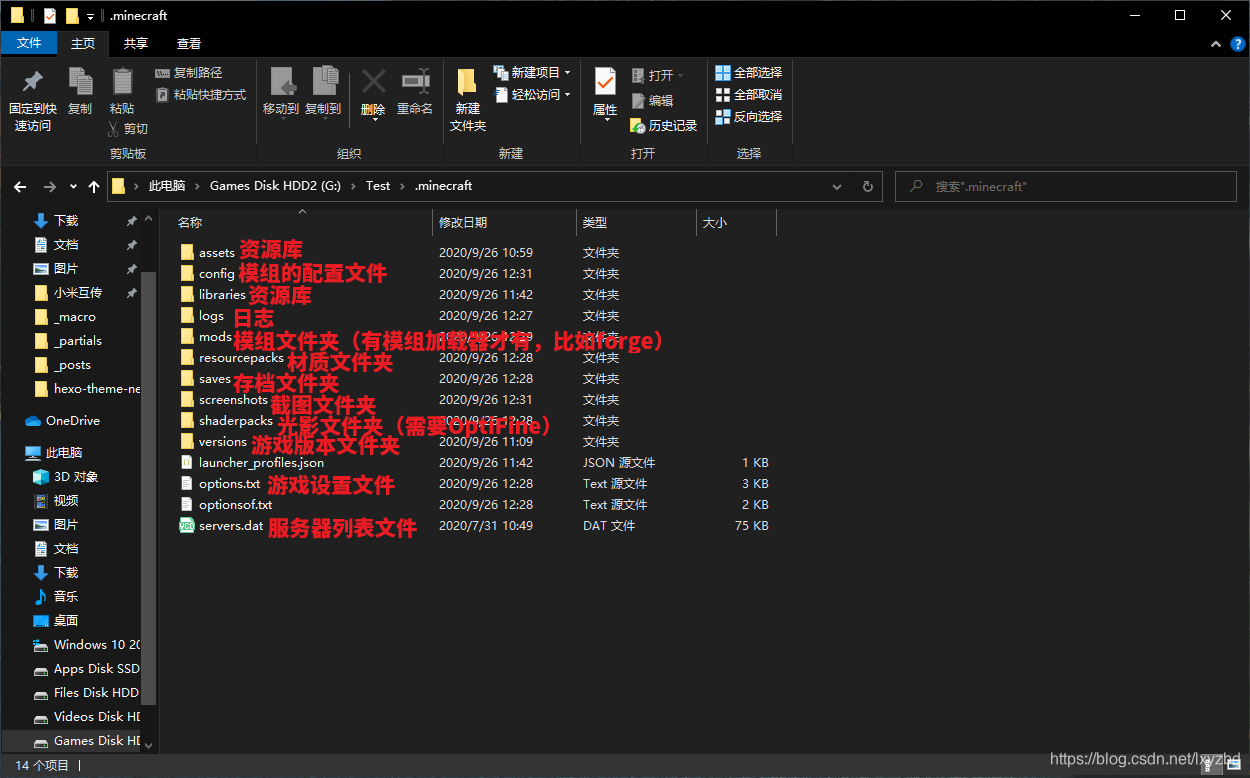 .minecraft
文件 主页 共享 查看
固定到快速访问
复制
粘贴
复制路径
粘贴快捷方式
剪切
剪贴板
移动到
复制到
删除
重命名
组织
新建文件夹
新建项目
轻松访问
新建
属性
打开
编辑
历史记录
打开
全部选择
全部取消
反向选择
选择
此电脑 › Games Disk HDD2 (G:) › Test › .minecraft
搜索".minecraft"
下载
文档
图片
小米互传
_macro
_partials
_posts
hexo-theme-ne
OneDrive
此电脑
3D 对象
视频
图片
文档
下载
音乐
桌面
Windows 10 20
Apps Disk SSD
Files Disk HDD
Videos Disk HD
Games Disk HD
名称 修改日期 类型 大小
assets 资源库 2020/9/26 10:59 文件夹
config 模组的配置文件 2020/9/26 12:31 文件夹
libraries 资源库 2020/9/26 11:42 文件夹
logs 日志 2020/9/26 12:27 文件夹
mods 模组文件夹（有模组加载器才有，比如forge） 2020/9/26 12:29 文件夹
resourcepacks 材质文件夹 2020/9/26 12:28 文件夹
saves 存档文件夹 2020/9/26 12:28 文件夹
screenshots 截图文件夹 2020/9/26 12:31 文件夹
shaderpacks 光影文件夹（需要OptiFine） 2020/9/26 12:28 文件夹
versions 游戏版本文件夹 2020/9/26 11:09 文件夹
launcher_profiles.json 2020/9/26 11:42 JSON 源文件 1 KB
options.txt 游戏设置文件 2020/9/26 12:28 Text 源文件 3 KB
optionsof.txt 2020/9/26 12:28 Text 源文件 2 KB
servers.dat 服务器列表文件 2020/7/31 10:49 DAT 文件 75 KB
14 个项目
https://blog.csdn.net/lxyzbd